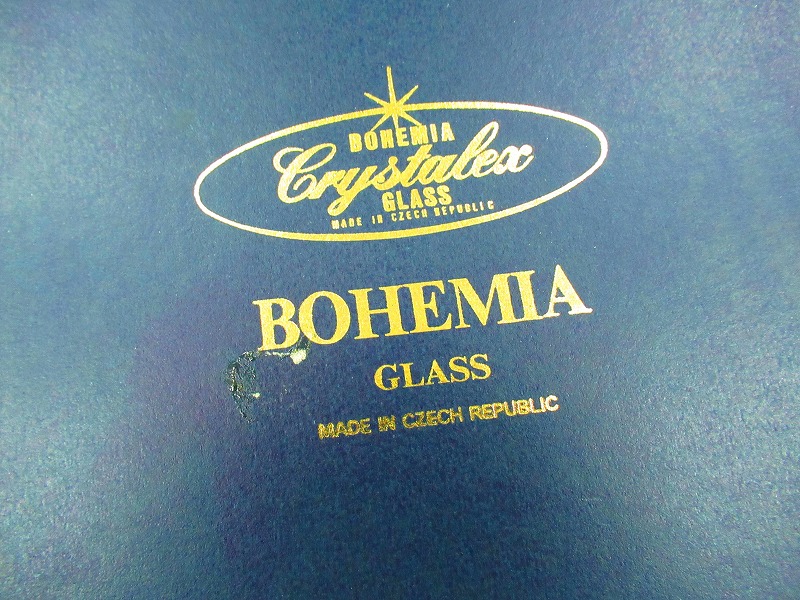 BOHEMIA
Crystalex
GLASS
MADE IN CZECH REPUBLIC
BOHEMIA
GLASS
MADE IN CZECH REPUBLIC